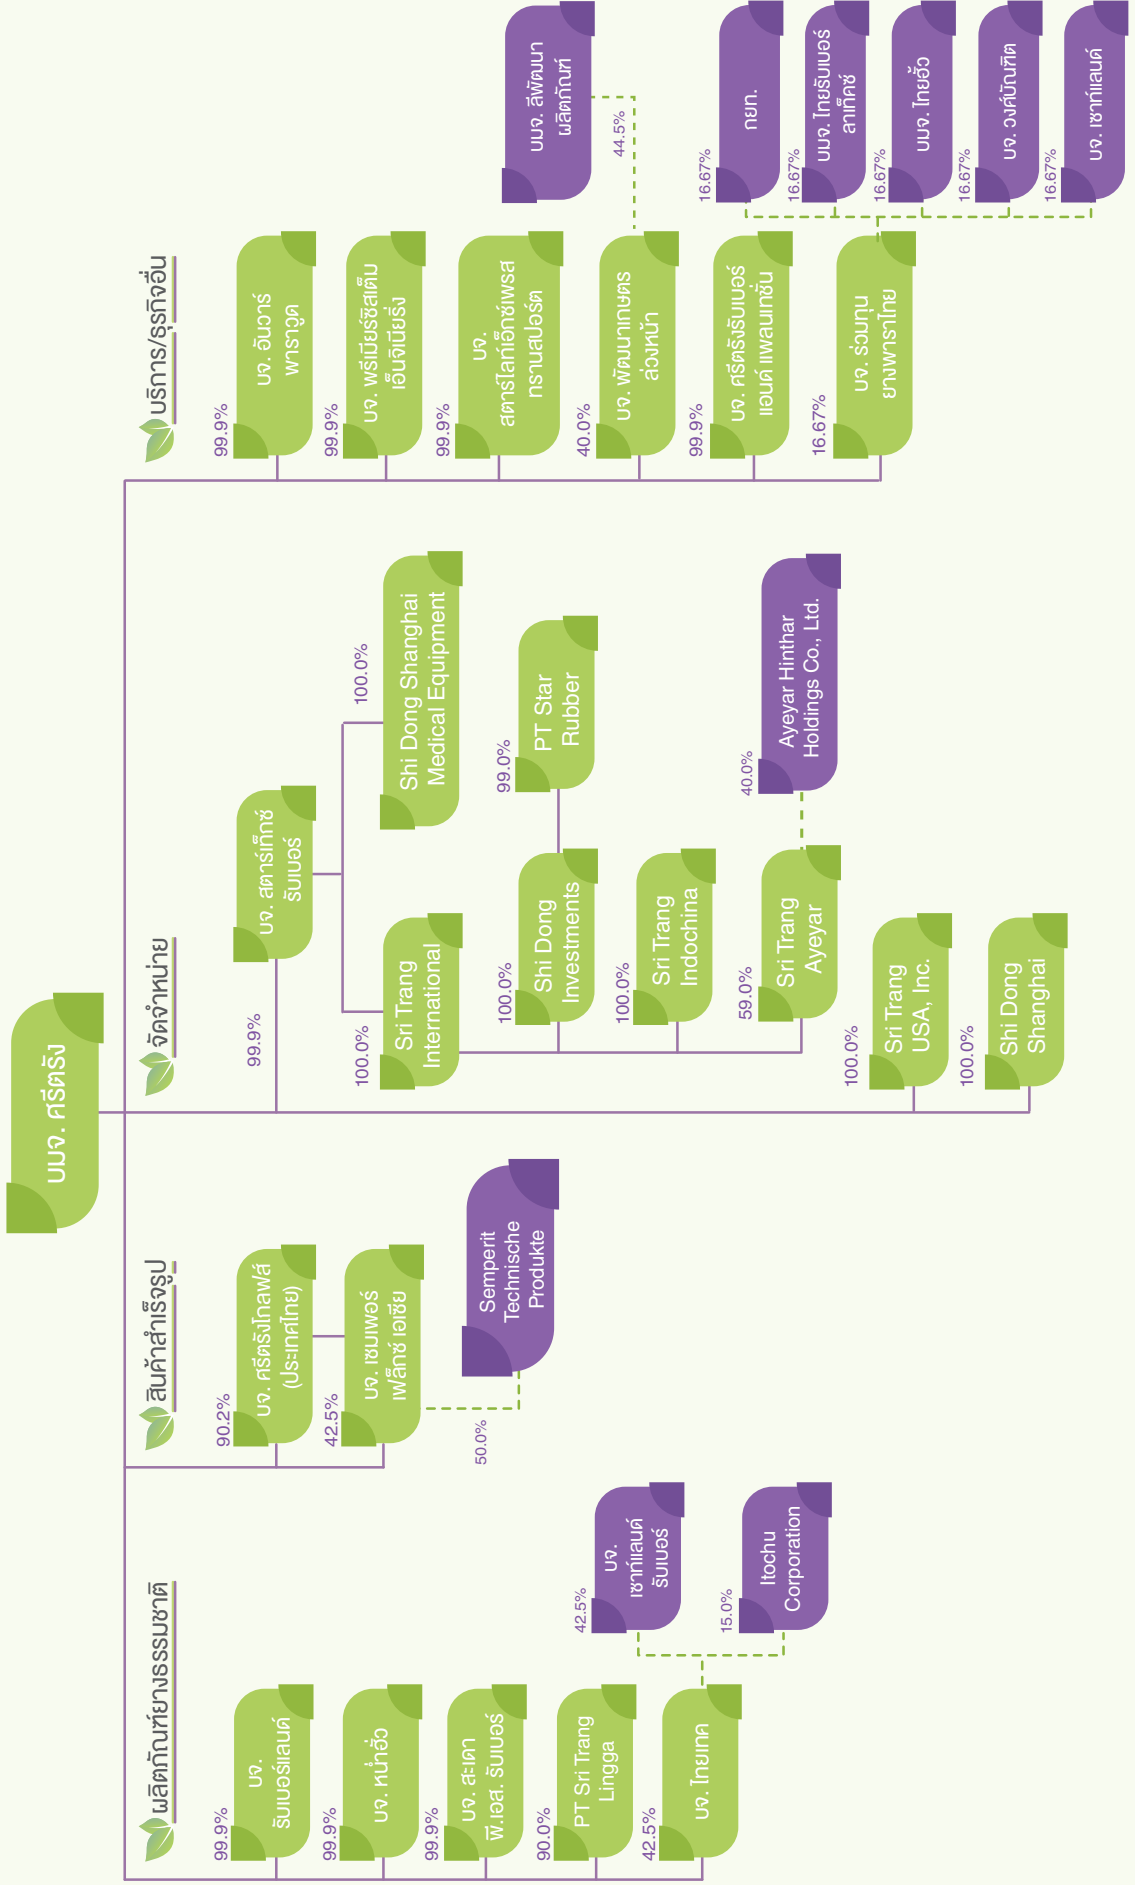 บมจ. ศรีตรัง
ผลิตภัณฑ์ยางธรรมชาติ
99.9%
บจ.
รับเบอร์แลนด์
99.9%
บจ. หน่ำฮั่ว
99.9%
บจ. สะเดา
พี.เอส. รับเบอร์
90.0%
PT Sri Trang
Lingga
42.5%
บจ. ไทยเทค
42.5%
บจ.
เซาท์แลนด์
รับเบอร์
15.0%
Itochu
Corporation
สินค้าสำเร็จรูป
90.2%
บจ. ศรีตรังโกลฟส์
(ประเทศไทย)
42.5%
บจ. เซมเพอร์
เฟล็กซ์ เอเซีย
50.0%
Semperit
Technische
Produkte
จัดจำหน่าย
99.9%
บจ. สตาร์เท็กซ์
รับเบอร์
100.0%
Sri Trang
International
100.0%
Shi Dong Shanghai
Medical Equipment
100.0%
Shi Dong
Investments
99.0%
PT Star
Rubber
100.0%
Sri Trang
Indochina
59.0%
Sri Trang
Ayeyar
40.0%
Ayeyar Hinthar
Holdings Co., Ltd.
100.0%
Sri Trang
USA, Inc.
100.0%
Shi Dong
Shanghai
บริการ/ธุรกิจอื่น
99.9%
บจ. อันวาร์
พาราวูด
99.9%
บจ. พรีเมียร์ซิสเต็ม
เอ็นจิเนียริ่ง
99.9%
บจ.
สตาร์ไลท์เอ็กซ์เพรส
ทรานสปอร์ต
40.0%
บจ. พัฒนาเกษตร
ล่วงหน้า
44.5%
บมจ. ลีพัฒนา
ผลิตภัณฑ์
99.9%
บจ. ศรีตรังรับเบอร์
แอนด์ แพลนเทชั่น
16.67%
บจ. ร่วมทุน
ยางพาราไทย
16.67%
กยท.
16.67%
บมจ. ไทยรับเบอร์
ลาเท็คซ์
16.67%
บมจ. ไทยฮั้ว
16.67%
บจ. วงศ์บัณฑิต
16.67%
บจ. เซาท์แลนด์